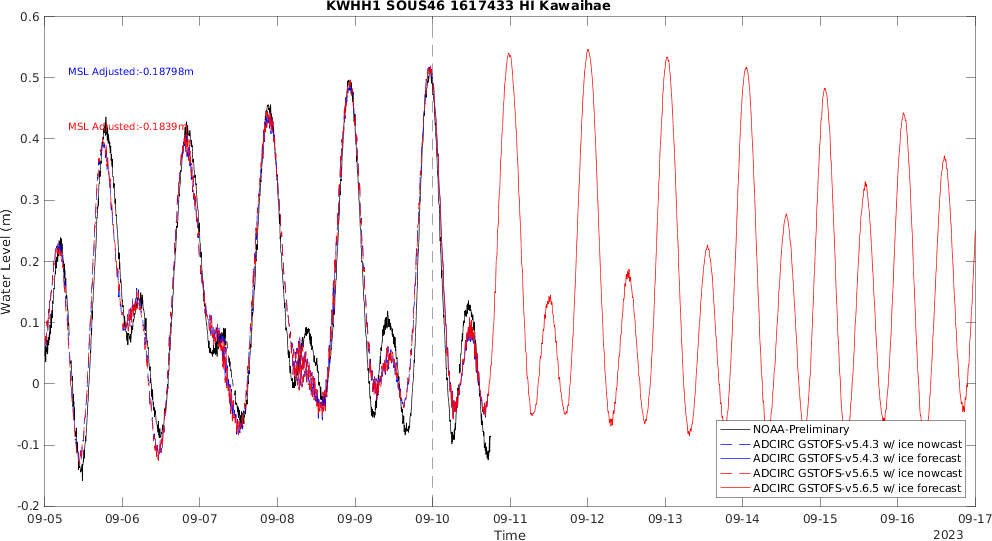 KWHH1 SOUS46 1617433 HI Kawaihae
0.6
0.5
0.4
0.3
0.2
0.1
0
-0.1
-0.2
Water Level (m)
MSL Adjusted:-0.18798m
MSL Adjusted:-0.1839m
NOAA-Preliminary
ADCIRC GSTOFS-v5.4.3 w/ ice nowcast
ADCIRC GSTOFS-v5.4.3 w/ ice forecast
ADCIRC GSTOFS-v5.6.5 w/ ice nowcast
ADCIRC GSTOFS-v5.6.5 w/ ice forecast
09-05 09-06 09-07 09-08 09-09 09-10 09-11 09-12 09-13 09-14 09-15 09-16 09-17
Time
2023